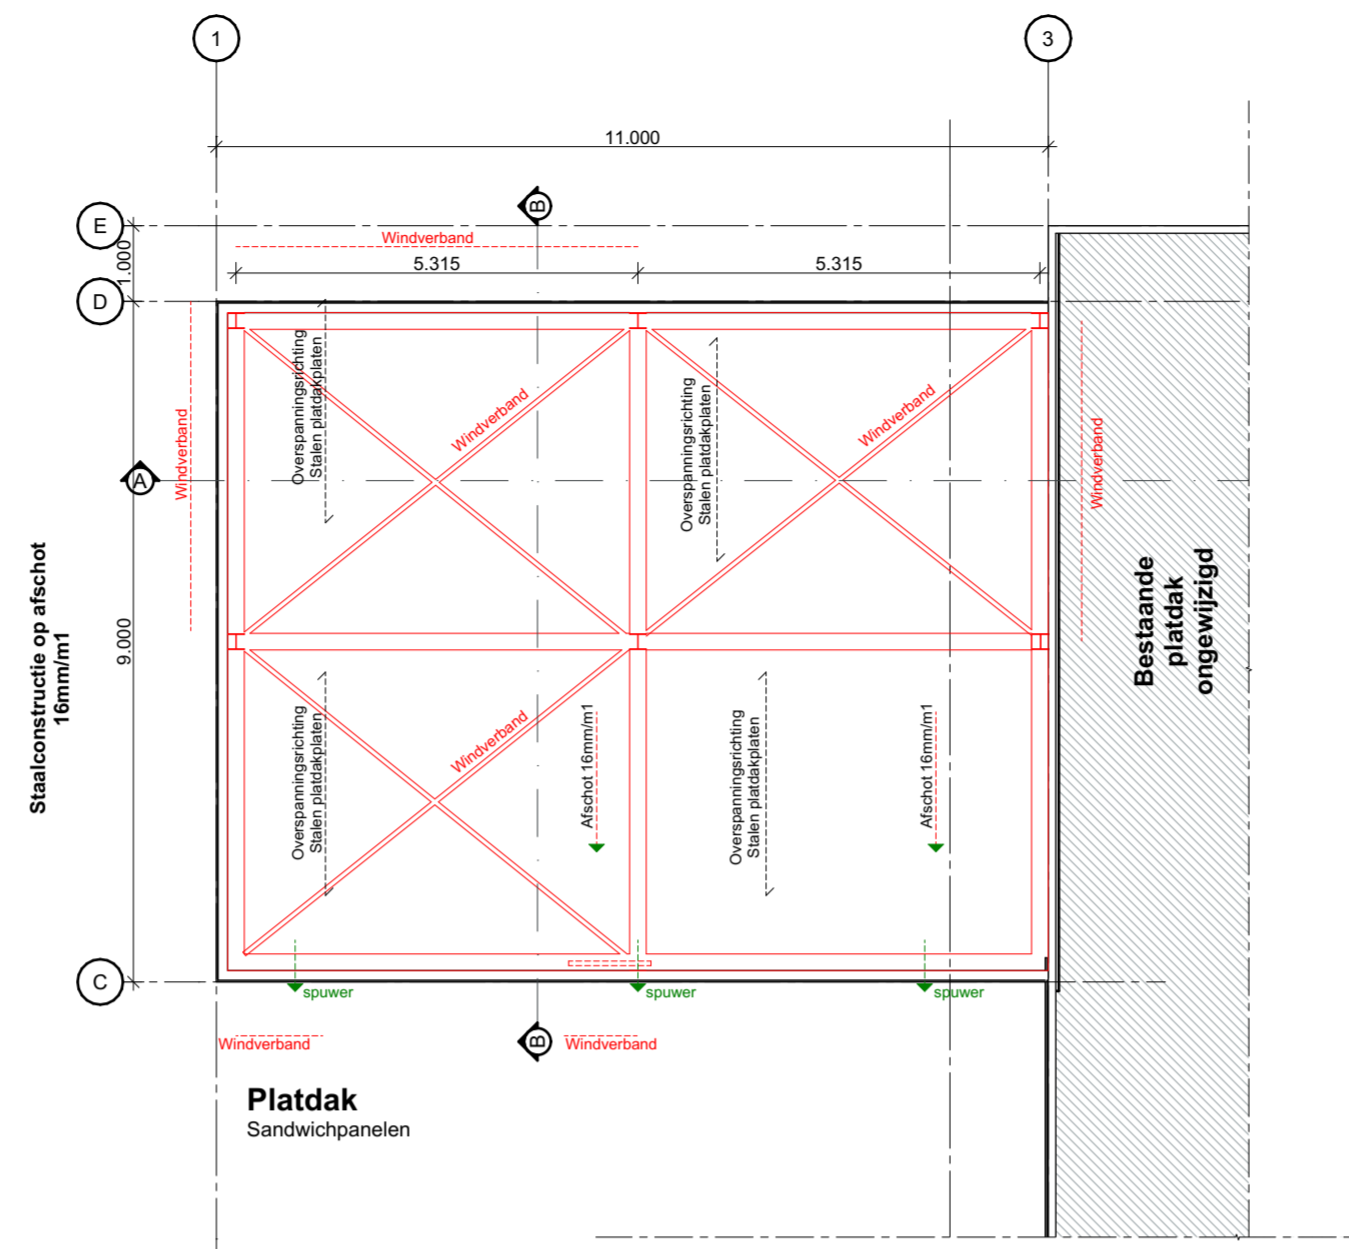 1
3
11.000
B
E
1.000
Windverband
5.315
5.315
D
Overspanningsrichting
Stalen platdakplaten
Windverband
Overspanningsrichting
Stalen platdakplaten
Windverband
Windverband
Windverband
A
Staalconstructie op afschot
16mm/m1
9.000
Bestaande
platdak
ongewijzigd
Overspanningsrichting
Stalen platdakplaten
Windverband
Afschot 16mm/m1
Overspanningsrichting
Stalen platdakplaten
Afschot 16mm/m1
C
spuwer
spuwer
spuwer
Windverband
B
Windverband
Platdak
Sandwichpanelen